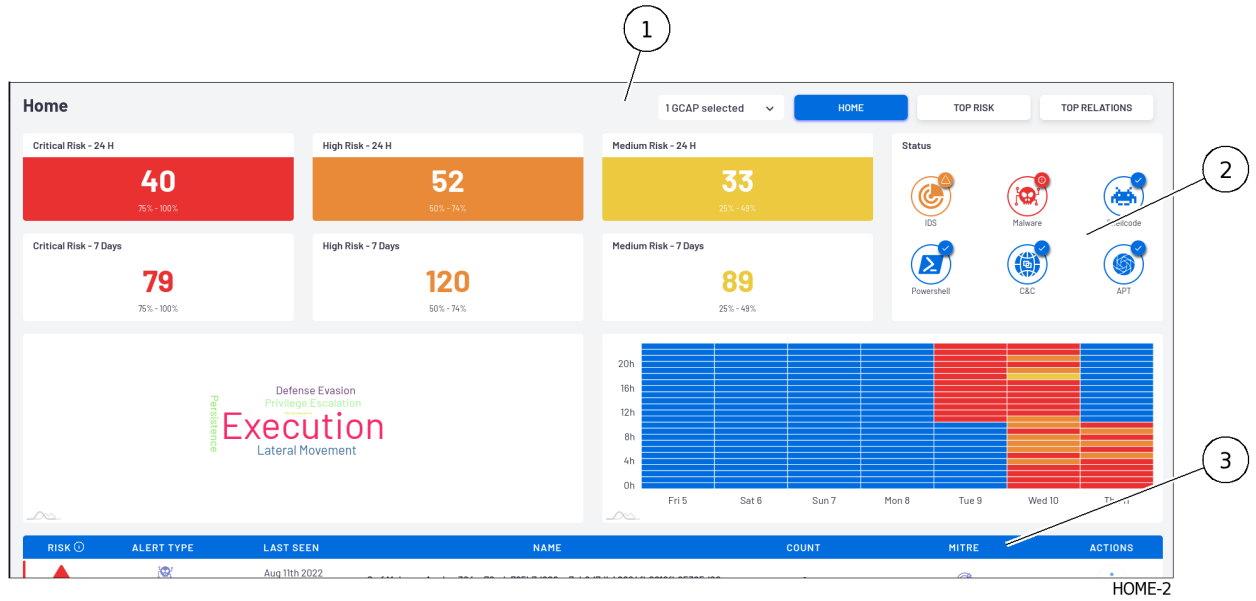 1
Home
1 GCAP selected
HOME
TOP RISK
TOP RELATIONS
Critical Risk - 24 H
40
75% - 100%
High Risk - 24 H
52
50% - 74%
Medium Risk - 24 H
33
25% - 49%
Status
IDS
Malware
Shellcode
Powershell
C&C
APT
2
Critical Risk - 7 Days
79
75% - 100%
High Risk - 7 Days
120
50% - 74%
Medium Risk - 7 Days
89
25% - 49%
Defense Evasion
Privilege Escalation
Persistence
Execution
Lateral Movement
20h
16h
12h
8h
4h
0h
Fri 5
Sat 6
Sun 7
Mon 8
Tue 9
Wed 10
3
RISK
ALERT TYPE
LAST SEEN
NAME
COUNT
MITRE
ACTIONS
Aug 11th 2022
HOME-2